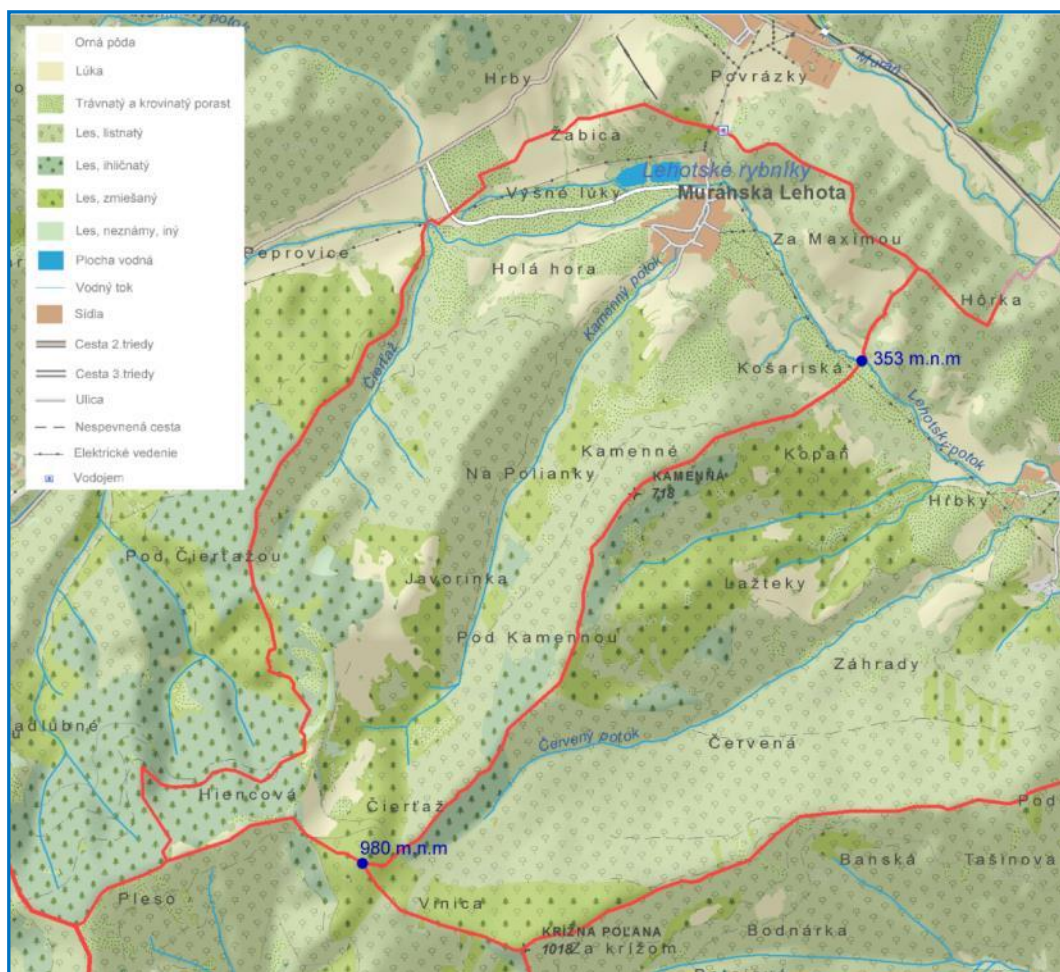 Orná pôda
Lúka
Trávnatý a krovinatý porast
Les, listnatý
Les, ihličnatý
Les, zmiešaný
Les, neznámy, iný
Plocha vodná
Vodný tok
Sídla
Cesta 2.triedy
Cesta 3.triedy
Ulica
Nespevnená cesta
Elektrické vedenie
Vodojem
potok
Hrby
Povrázky
Muráň
Žabica
Lehotské rybníky
Vyšné lúky
Muránska Lehota
Peprovice
Holá hora
Za Maximou
Kamenný potok
Hôrka
Čierťaž
353 m.n.m
Košariská
Lehotský potok
Kamenné
Kopaň
Na Polianky
KAMENNÁ
718
Hŕbky
Pod Čierťažou
Javorinka
Lažteky
Pod Kamennou
Záhrady
adlúbné
Červený potok
Červená
Hiencová
Čierťaž
Pod
980 m.n.m
Banská
Tašinová
Pleso
Vrnica
KRÍŽNA POĽANA
1018
Za krížom
Bodnárka